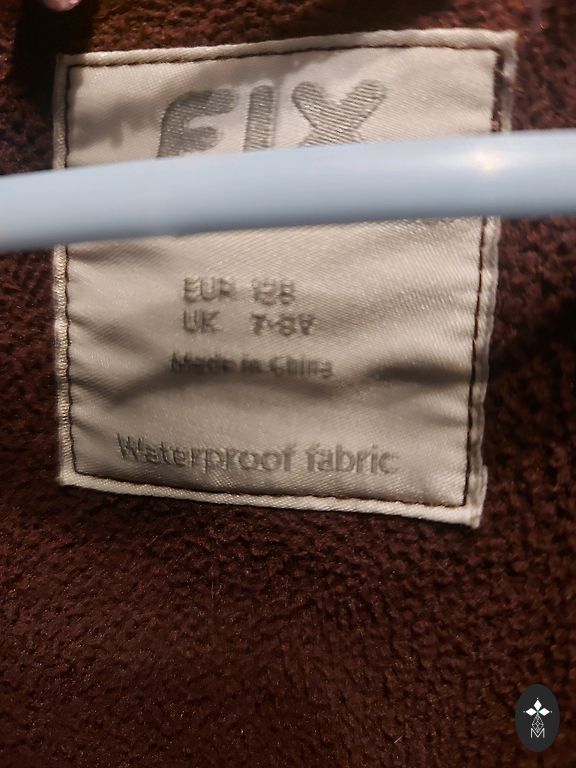 FIX
EUR 128
UK 7-8Y
Made in China
Waterproof fabric
M